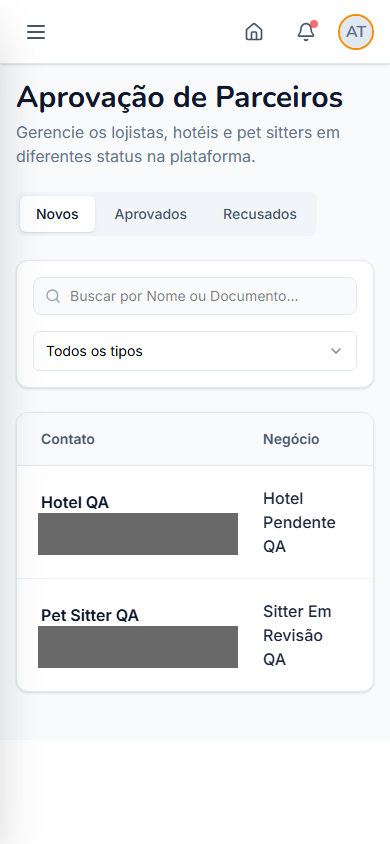 AT
Aprovação de Parceiros
Gerencie os lojistas, hotéis e pet sitters em
diferentes status na plataforma.
Novos
Aprovados
Recusados
Buscar por Nome ou Documento...
Todos os tipos
Contato
Negócio
Hotel QA
Hotel
Pendente
QA
Pet Sitter QA
Sitter Em
Revisão
QA